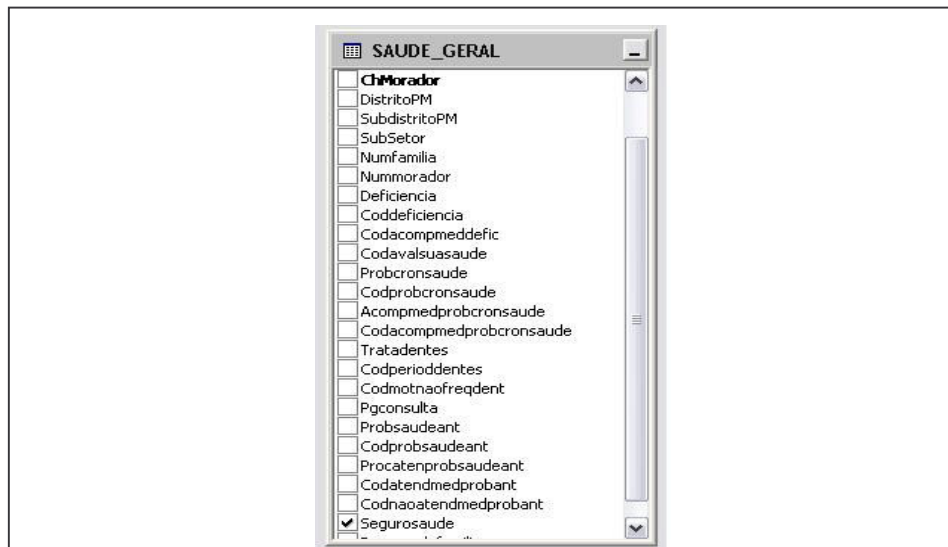 SAUDE_GERAL
ChMorador
DistritoPM
SubdistritoPM
SubSetor
Numfamilia
Nummorador
Deficiencia
Coddeficiencia
Codacompmeddefic
Codavalsuasaude
Probcronsaude
Codprobcronsaude
Acompmedprobcronsaude
Codacompmedprobcronsaude
Tratadentes
Codperioddentes
Codmotnaofreqdent
Pgconsulta
Probsaudeant
Codprobsaudeant
Procatenprobsaudeant
Codatendmedprobant
Codnaoatendmedprobant
Segurosaude